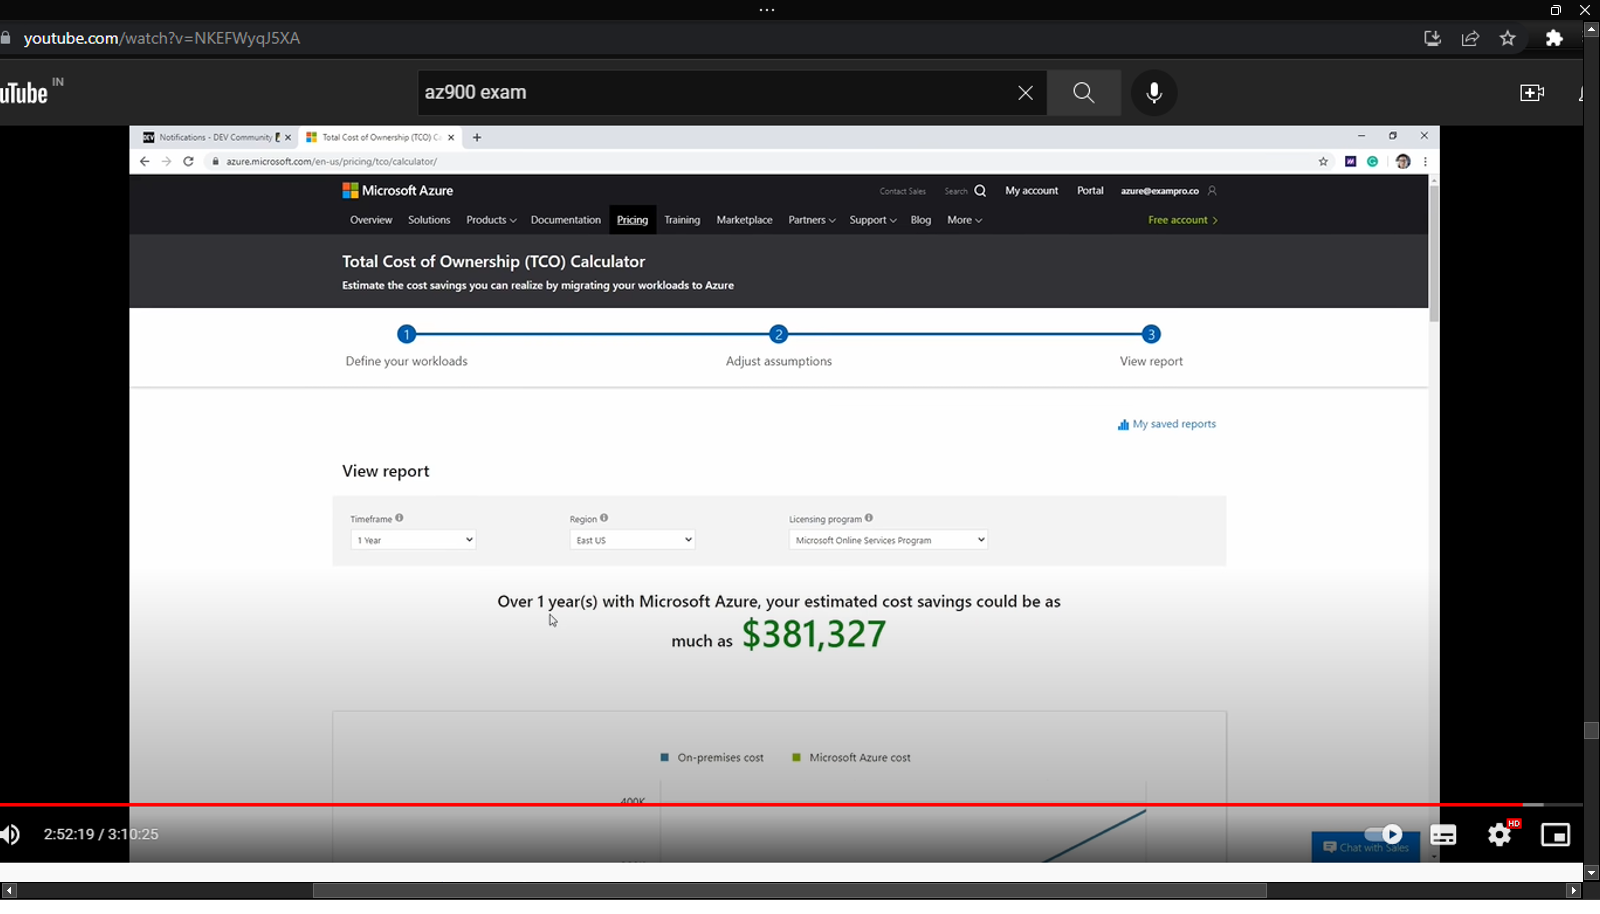 youtube.com/watch?v=NKEFWyqJ5XA
uTube IN
az900 exam
Notifications - DEV Community
Total Cost of Ownership (TCO) C
azure.microsoft.com/en-us/pricing/tco/calculator/
Microsoft Azure
Contact Sales Search My account Portal azure@exampro.co
Overview Solutions Products Documentation Pricing Training Marketplace Partners Support Blog More Free account >
Total Cost of Ownership (TCO) Calculator
Estimate the cost savings you can realize by migrating your workloads to Azure
1 2 3
Define your workloads Adjust assumptions View report
My saved reports
View report
Timeframe Region Licensing program
1 Year East US Microsoft Online Services Program
Over 1 year(s) with Microsoft Azure, your estimated cost savings could be as
much as $381,327
On-premises cost Microsoft Azure cost
400K
2:52:19 / 3:10:25
Chat with Sales
HD